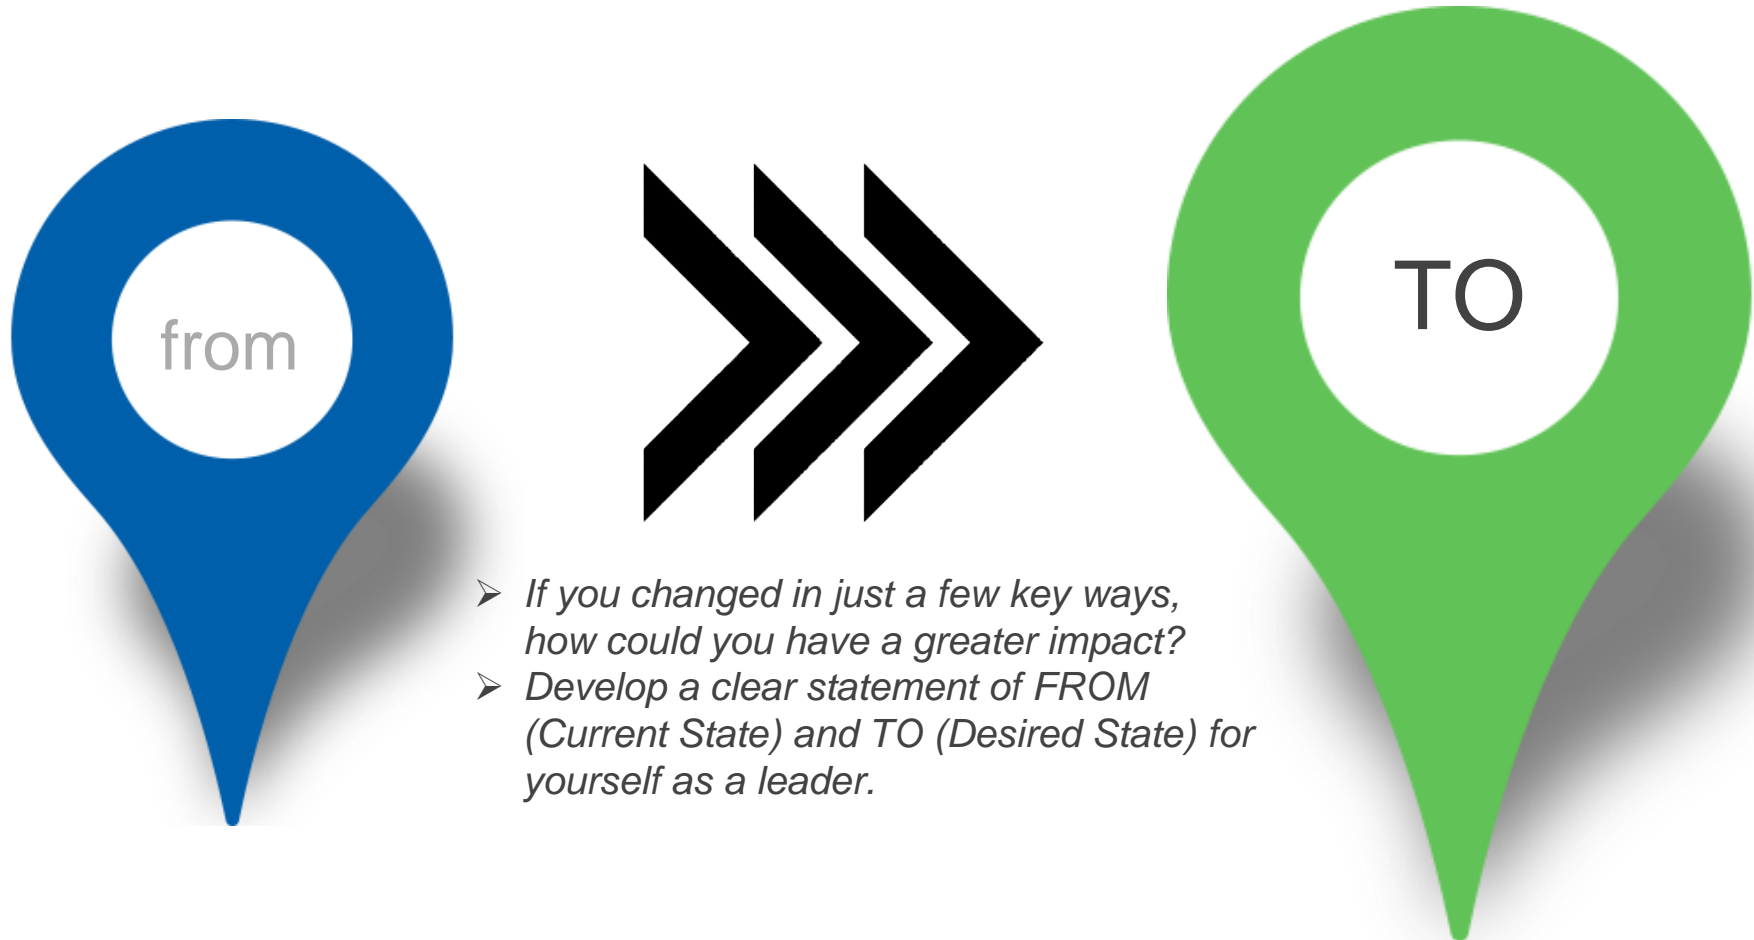 from
TO
➢ If you changed in just a few key ways,
how could you have a greater impact?
➢ Develop a clear statement of FROM
(Current State) and TO (Desired State) for
yourself as a leader.